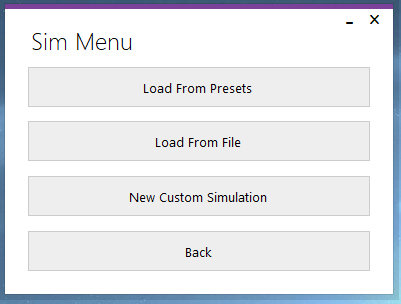 Sim Menu
Load From Presets
Load From File
New Custom Simulation
Back